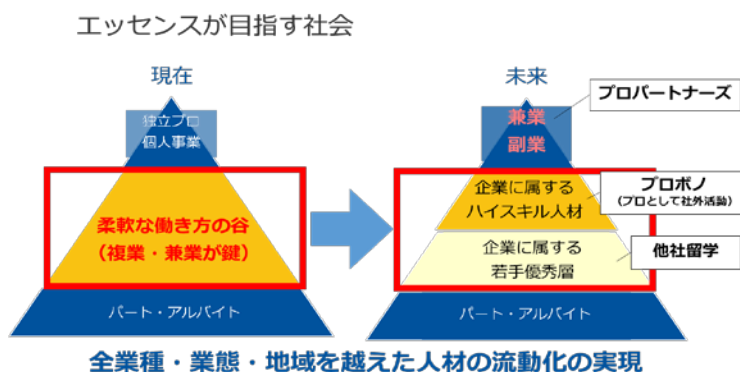 エッセンスが目指す社会
現在
独立プロ
個人事業
柔軟な働き方の谷
（複業・兼業が鍵）
パート・アルバイト
未来
兼業
副業
プロパートナーズ
企業に属する
ハイスキル人材
プロボノ
(プロとして社外活動)
企業に属する
若手優秀層
他社留学
パート・アルバイト
全業種・業態・地域を越えた人材の流動化の実現